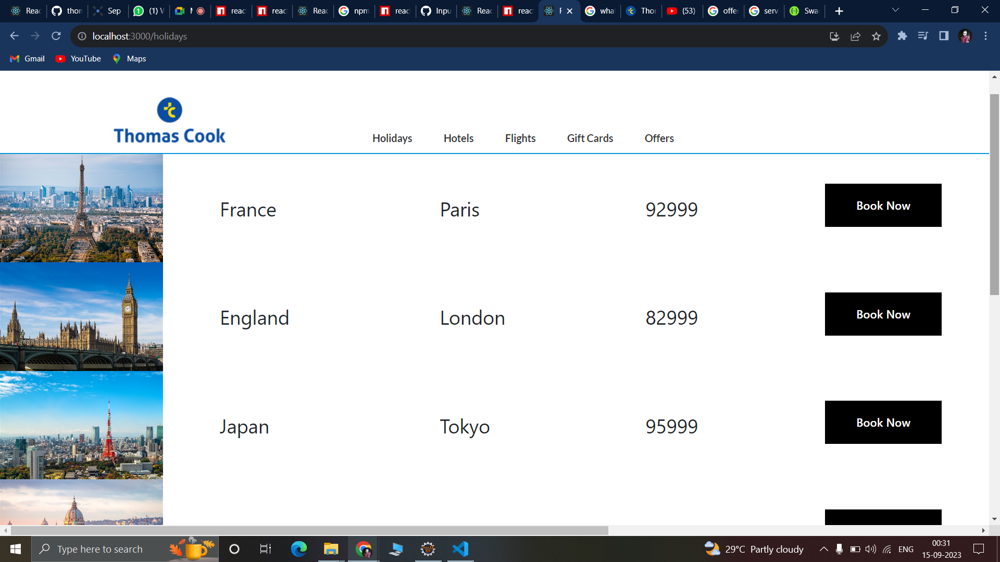 Reac
thom
Sep
(1) W
M
reac
reac
Reac
npm
reac
Inpu
Reac
reac
what
Thor
(53)
offe
serv
Swa
localhost:3000/holidays
Gmail
YouTube
Maps
Thomas Cook
Holidays
Hotels
Flights
Gift Cards
Offers
France
Paris
92999
Book Now
England
London
82999
Book Now
Japan
Tokyo
95999
Book Now
Type here to search
29°C Partly cloudy
ENG
00:31
15-09-2023